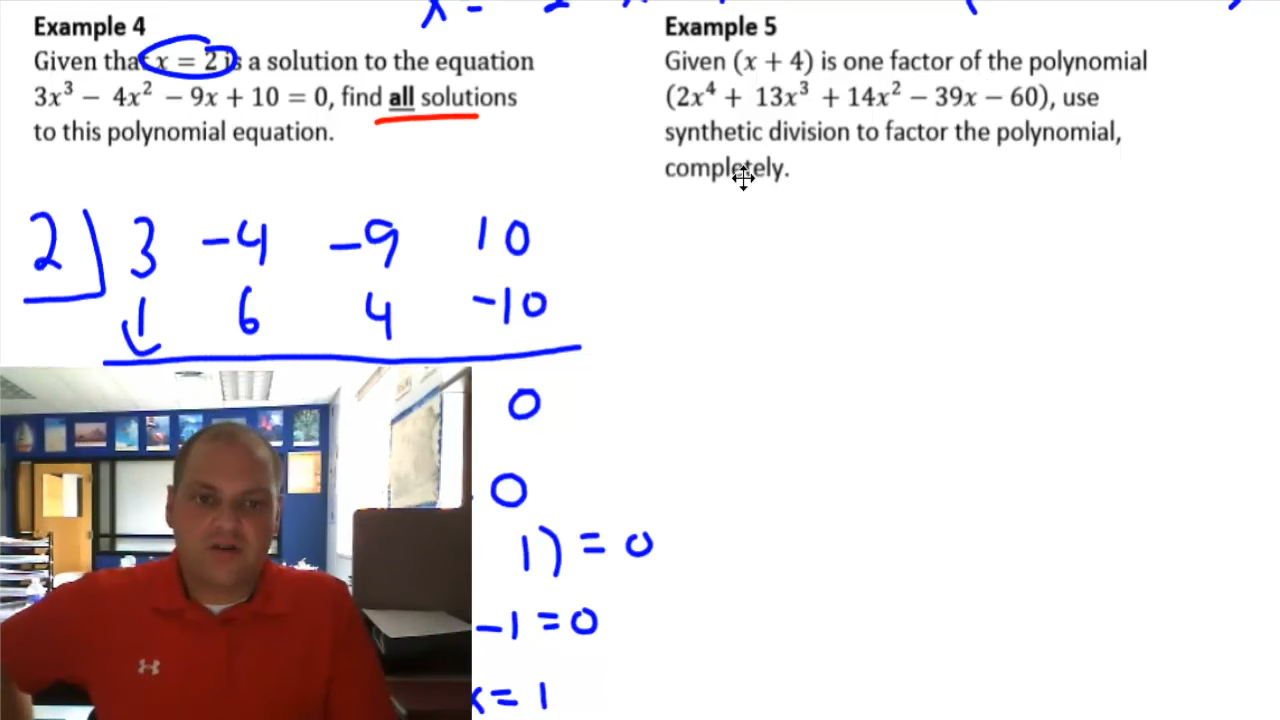 Example 4
Given that x = 2 is a solution to the equation
3x³ − 4x² − 9x + 10 = 0, find all solutions
to this polynomial equation.
2 3 -4 -9 10
6 4 -10
0
0
1) = 0
-1 = 0
x = 1
Example 5
Given (x + 4) is one factor of the polynomial
(2x⁴ + 13x³ + 14x² − 39x − 60), use
synthetic division to factor the polynomial,
completely.